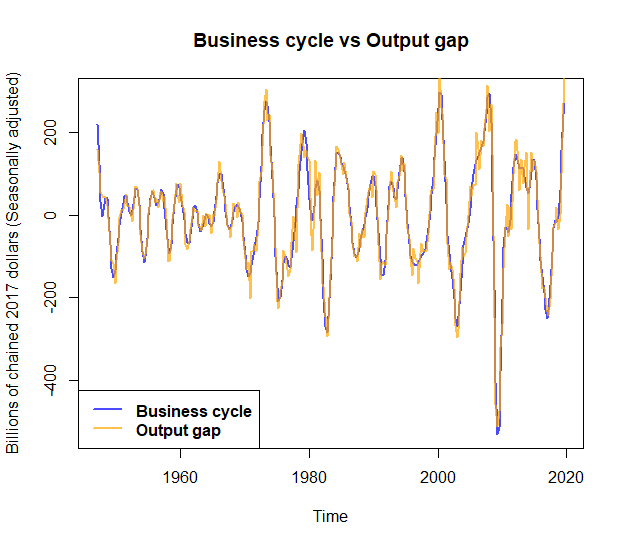 Business cycle vs Output gap
Billions of chained 2017 dollars (Seasonally adjusted)
200
0
-200
-400
Business cycle
Output gap
1960
1980
2000
2020
Time